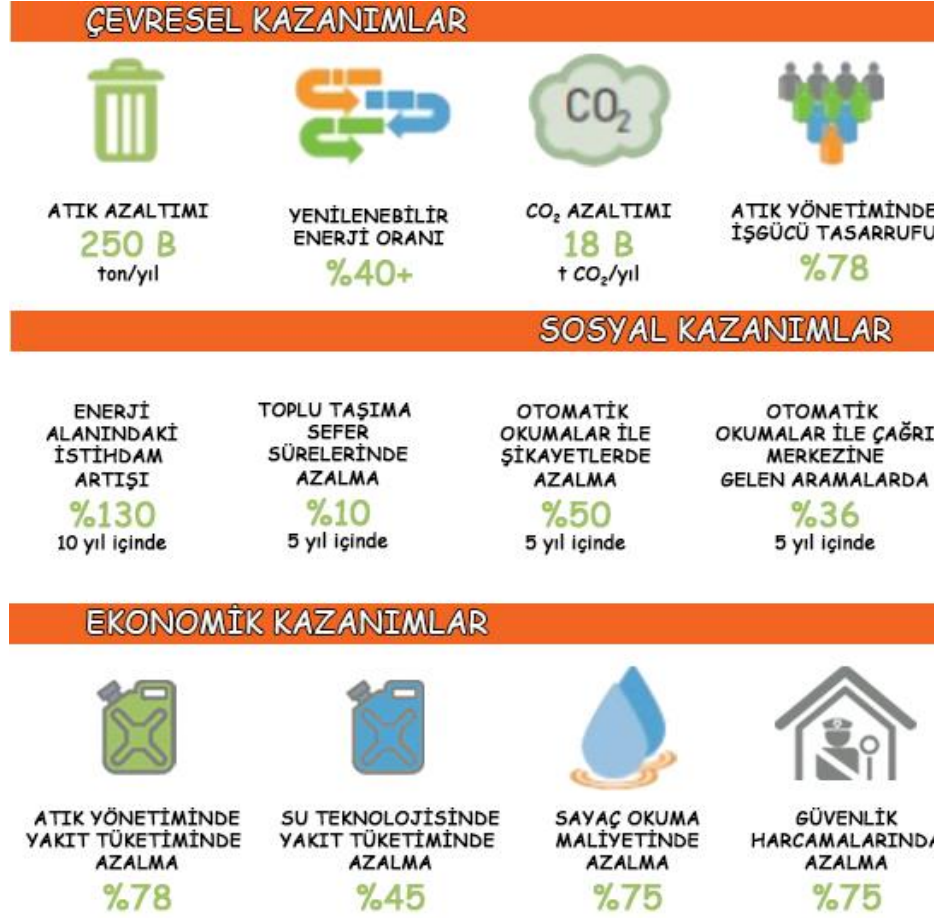 ÇEVRESEL KAZANIMLAR
CO₂
ATIK AZALTIMI
250 B
ton/yıl
YENİLENEBİLİR
ENERJİ ORANI
%40+
CO₂ AZALTIMI
18 B
t CO₂/yıl
ATIK YÖNETİMİNDE
İŞGÜCÜ TASARRUFU
%78
SOSYAL KAZANIMLAR
ENERJİ
ALANINDAKİ
İSTİHDAM
ARTIŞI
%130
10 yıl içinde
TOPLU TAŞIMA
SEFER
SÜRELERİNDE
AZALMA
%10
5 yıl içinde
OTOMATİK
OKUMALAR İLE
ŞİKAYETLERDE
AZALMA
%50
5 yıl içinde
OTOMATİK
OKUMALAR İLE ÇAĞRI
MERKEZİNE
GELEN ARAMALARDA
%36
5 yıl içinde
EKONOMİK KAZANIMLAR
ATIK YÖNETİMİNDE
YAKIT TÜKETİMİNDE
AZALMA
%78
SU TEKNOLOJİSİNDE
YAKIT TÜKETİMİNDE
AZALMA
%45
SAYAÇ OKUMA
MALİYETİNDE
AZALMA
%75
GÜVENLİK
HARCAMALARINDA
AZALMA
%75